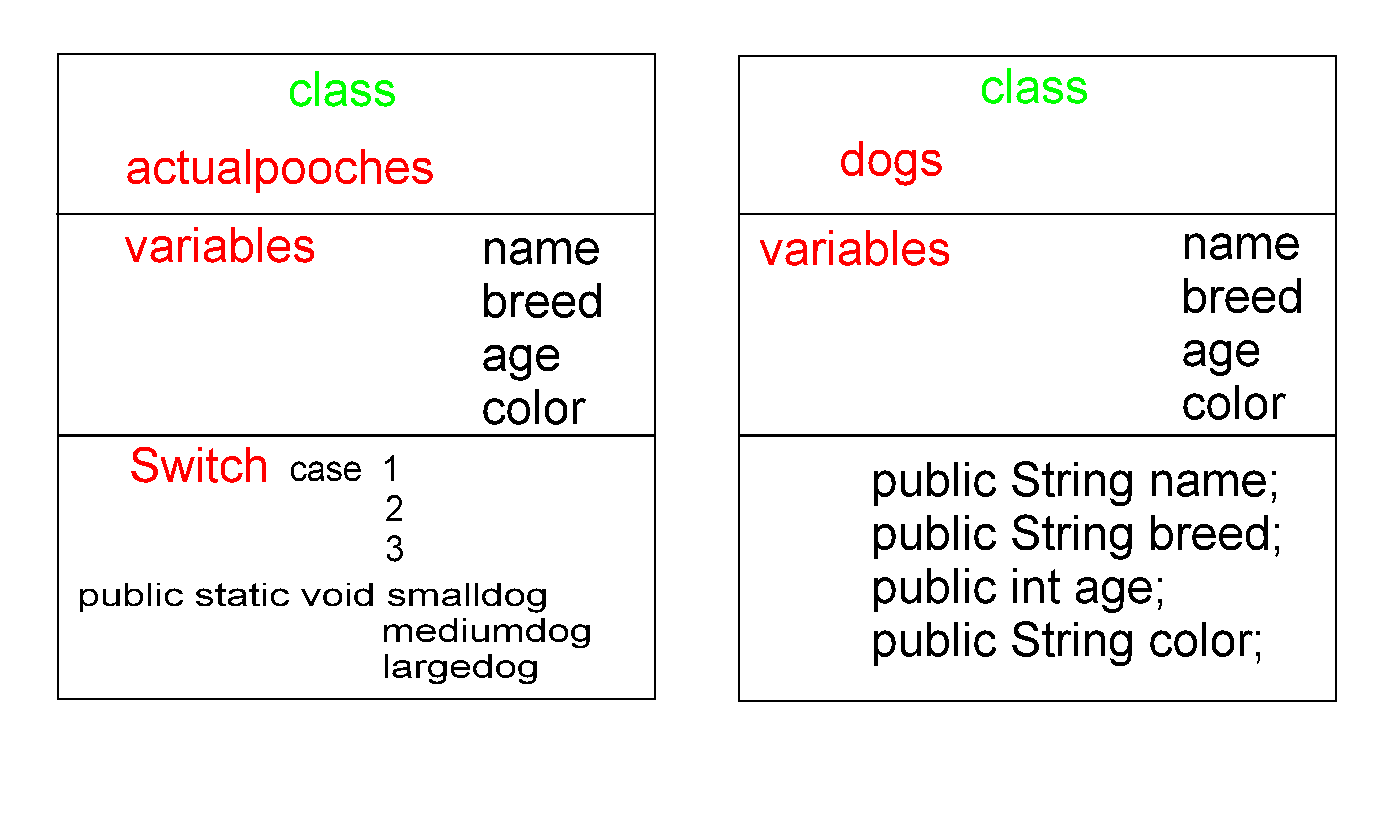 class
actualpooches
variables name
breed
age
color
Switch case 1
2
3
public static void smalldog
mediumdog
largedog
class
dogs
variables name
breed
age
color
public String name;
public String breed;
public int age;
public String color;